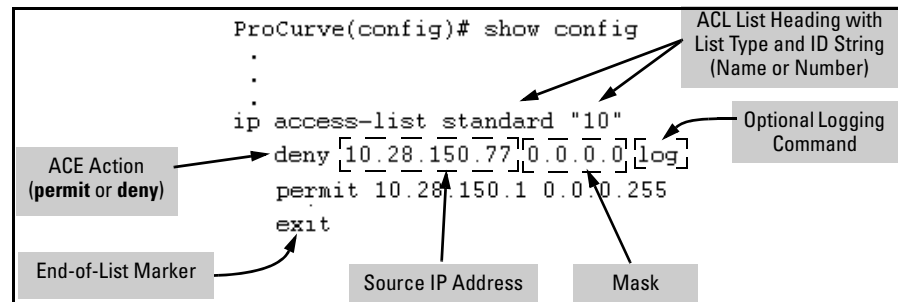 ProCurve(config)# show config
.
.
.
ip access-list standard "10"
deny 10.28.150.77 0.0.0.0 log
permit 10.28.150.1 0.0.0.255
exit
ACL List Heading with
List Type and ID String
(Name or Number)
Optional Logging
Command
ACE Action
(permit or deny)
End-of-List Marker
Source IP Address
Mask